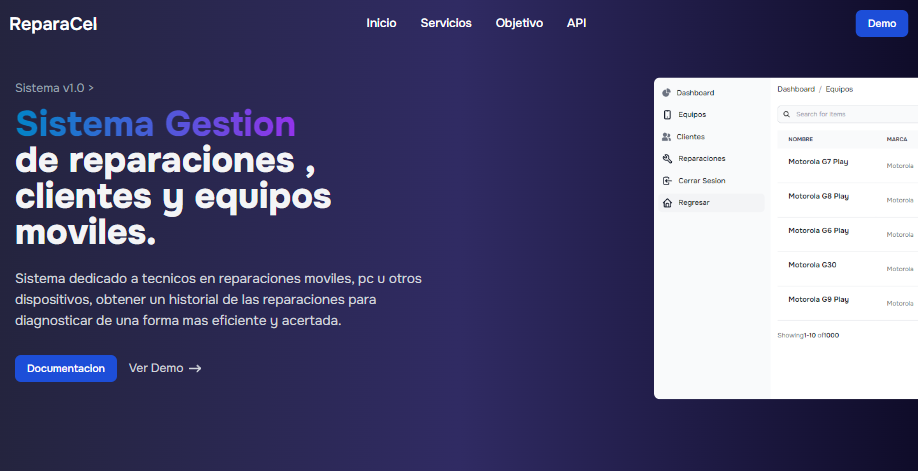 ReparaCel
Inicio Servicios Objetivo API
Demo
Sistema v1.0 >
Sistema Gestion
de reparaciones ,
clientes y equipos
moviles.
Sistema dedicado a tecnicos en reparaciones moviles, pc u otros
dispositivos, obtener un historial de las reparaciones para
diagnosticar de una forma mas eficiente y acertada.
Documentacion
Ver Demo →
Dashboard
Equipos
Clientes
Reparaciones
Cerrar Sesion
Regresar
Dashboard / Equipos
Search for items
NOMBRE MARCA
Motorola G7 Play Motorola
Motorola G8 Play Motorola
Motorola G6 Play Motorola
Motorola G30 Motorola
Motorola G9 Play Motorola
Showing1-10 of1000